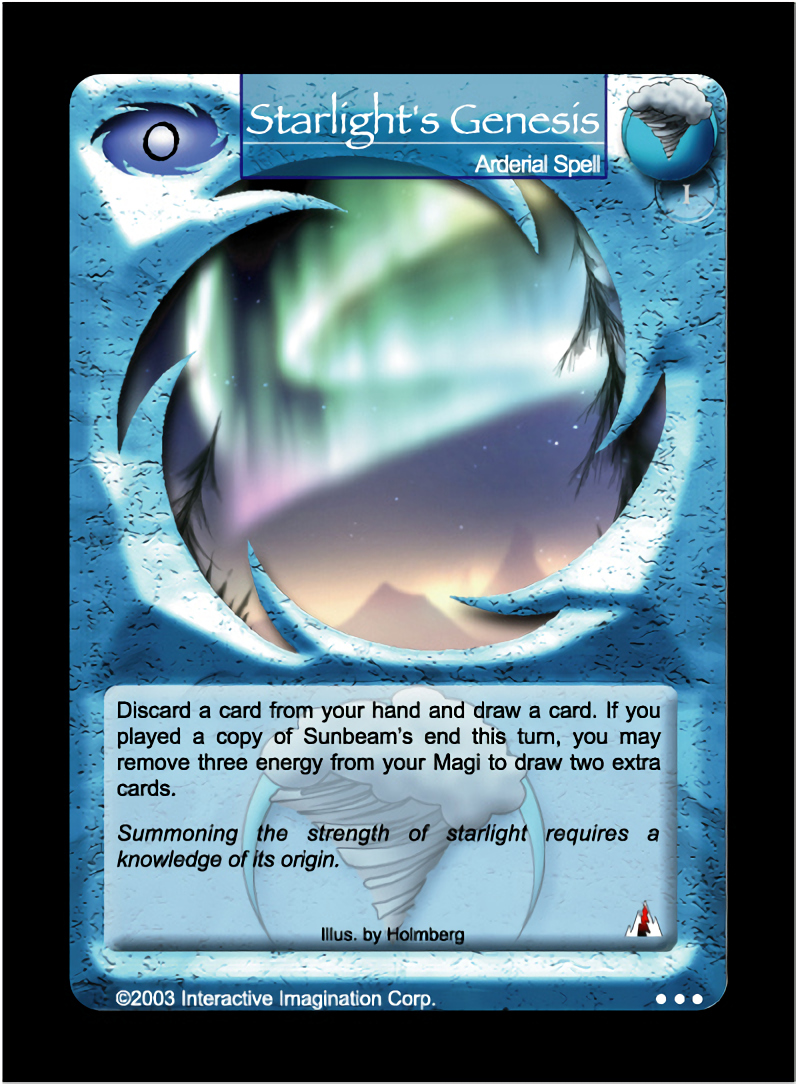 0
Starlight's Genesis
Arderial Spell
I
Discard a card from your hand and draw a card. If you
played a copy of Sunbeam's end this turn, you may
remove three energy from your Magi to draw two extra
cards.
Summoning the strength of starlight requires a
knowledge of its origin.
Illus. by Holmberg
©2003 Interactive Imagination Corp.